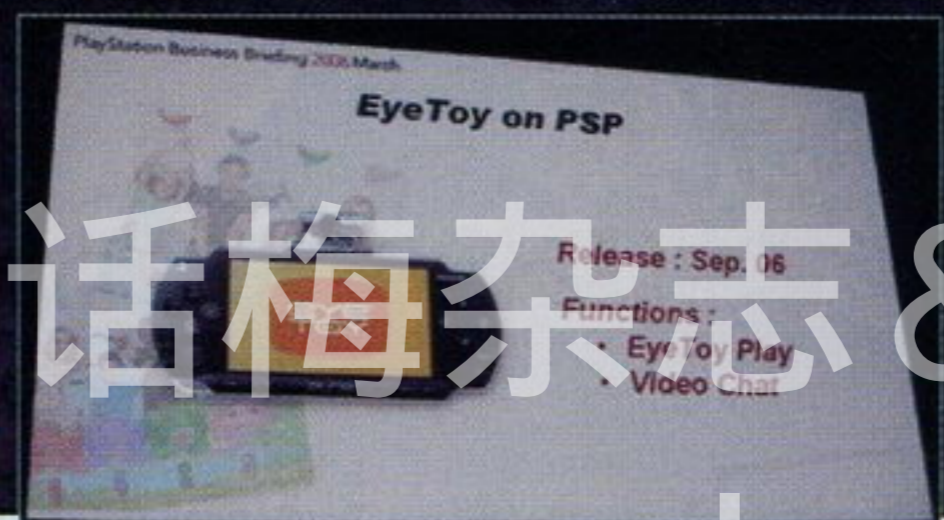 PlayStation Business Briefing 2006 March
EyeToy on PSP
Release : Sep. 06
Functions :
• EyeToy Play
• Video Chat
话梅杂志&